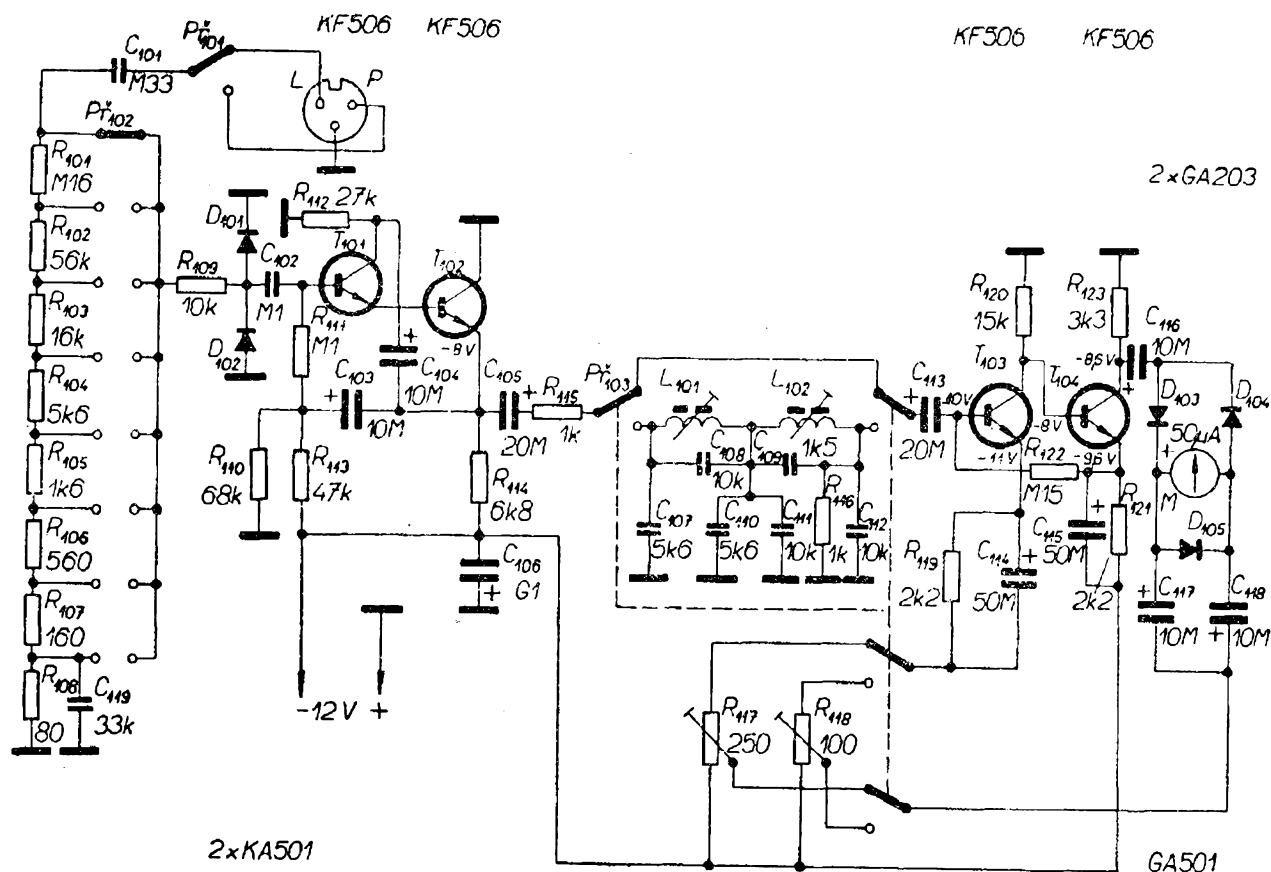 KF506 KF506
KF506 KF506
C101
M33
Př101
L P
Př102
R101
M16
2xGA203
R102
56k
R112 27k
D101
T101
C102
T102
R109
10k
M1
R103
16k
R111
M1
D102
-8V
R120
15k
R123
3k3
C116
10M
-8,5V
+
T103
T104
D103
D104
R104
5k6
C103
+
10M
+
C104
10M
C105
+
20M
R115
1k
Př103
L101
L102
1k5
C113
+
20M
-10V
-8V
-11V
-9,6V
50μA
+
M
R105
1k6
R110
68k
R113
47k
R114
6k8
C108
10k
C109
R116
1k
R122
M15
R121
2k2
C107
5k6
C110
5k6
C111
10k
C112
10k
C115
50M
+
D105
R106
560
C106
+ G1
R119
2k2
C114
+
50M
C117
+
10M
C118
+ 10M
R107
160
R108
80
C119
33k
-12V +
R117
250
R118
100
2xKA501
GA501